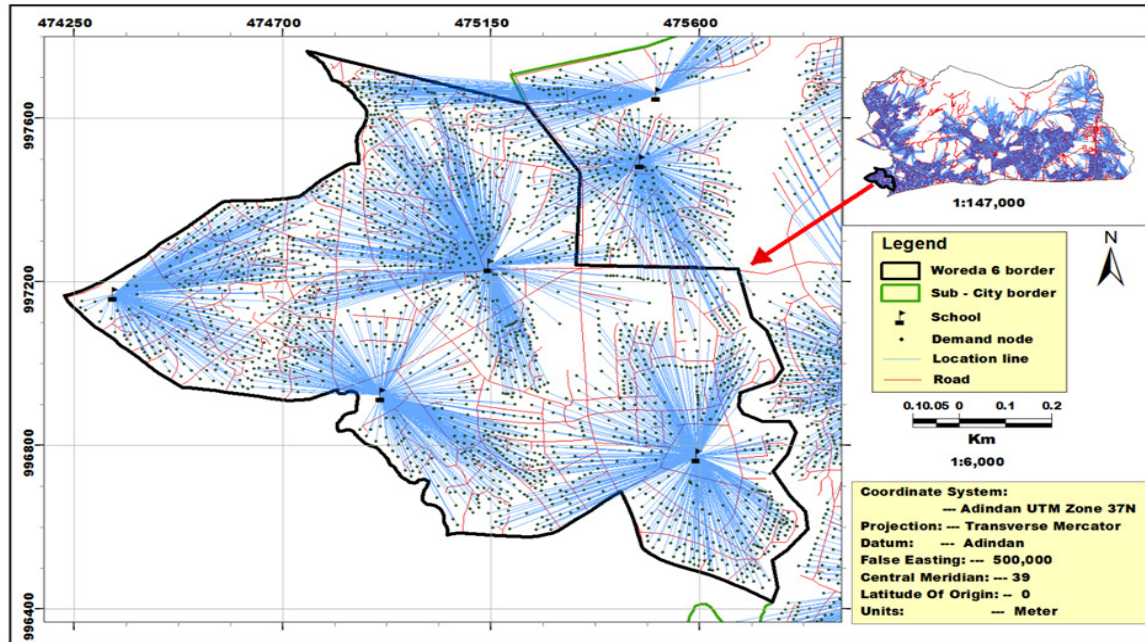 474250 474700 475150 475600
997600
997200
996800
996400
1:147,000
N
Legend
Woreda 6 border
Sub - City border
School
Demand node
Location line
Road
0.10.05 0 0.1 0.2
Km
1:6,000
Coordinate System:
--- Adindan UTM Zone 37N
Projection: --- Transverse Mercator
Datum: --- Adindan
False Easting: --- 500,000
Central Meridian: --- 39
Latitude Of Origin: -- 0
Units: --- Meter